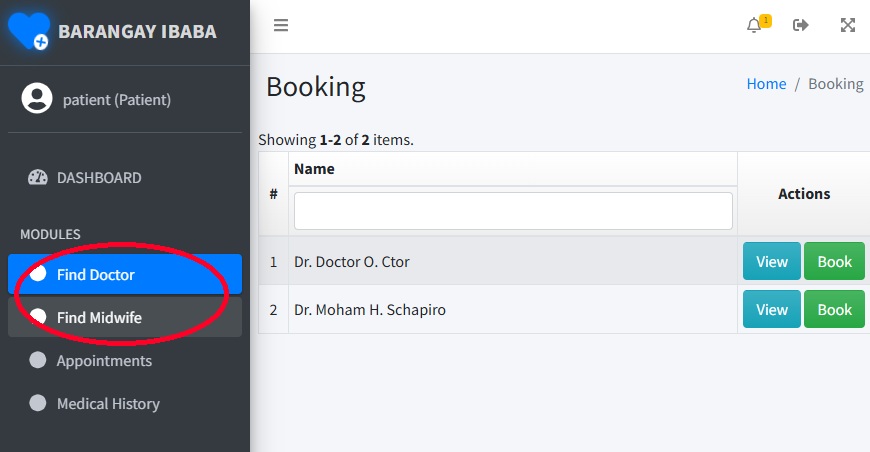 BARANGAY IBABA
1
patient (Patient)
Booking
Home / Booking
DASHBOARD
MODULES
Find Doctor
Find Midwife
Appointments
Medical History
Showing 1-2 of 2 items.
# Name Actions
1 Dr. Doctor O. Ctor View Book
2 Dr. Moham H. Schapiro View Book